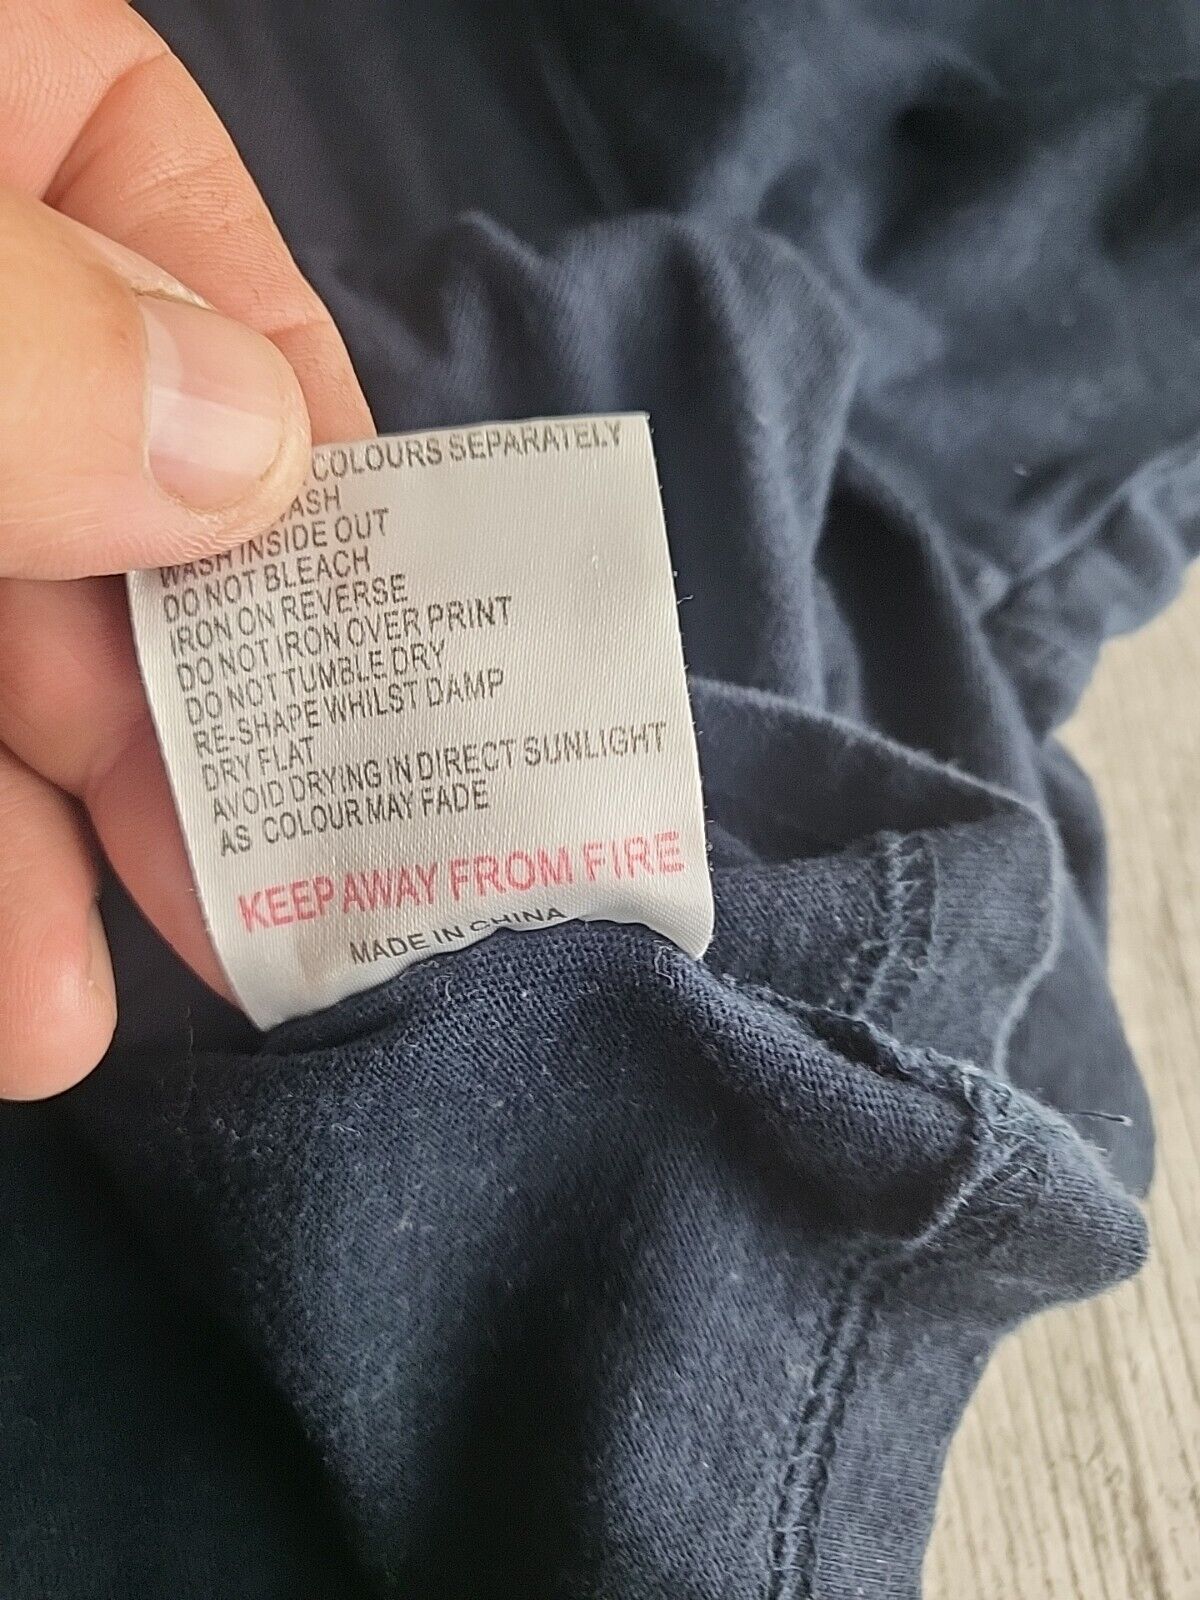 COLOURS SEPARATELY
WASH INSIDE OUT
DO NOT BLEACH
IRON ON REVERSE
DO NOT IRON OVER PRINT
DO NOT TUMBLE DRY
RE-SHAPE WHILST DAMP
DRY FLAT
AVOID DRYING IN DIRECT SUNLIGHT
AS COLOUR MAY FADE
KEEP AWAY FROM FIRE
MADE IN CHINA